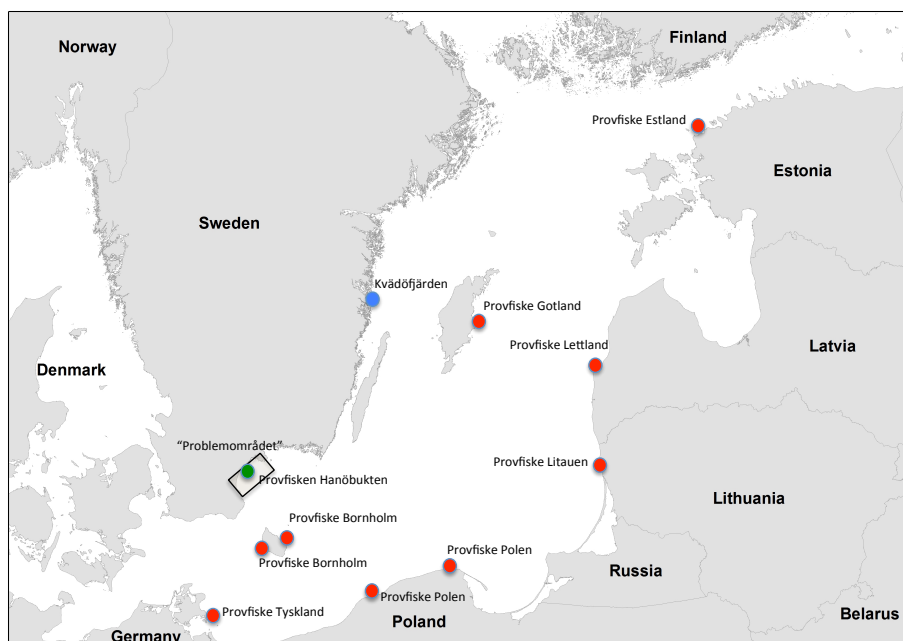 Finland
Norway
Provfiske Estland
Estonia
Sweden
Kvädöfjärden
Provfiske Gotland
Provfiske Lettland
Latvia
Denmark
"Problemområdet"
Provfiske Litauen
Provfisken Hanöbukten
Lithuania
Provfiske Bornholm
Provfiske Polen
Provfiske Bornholm
Russia
Provfiske Polen
Provfiske Tyskland
Belarus
Poland
Germany